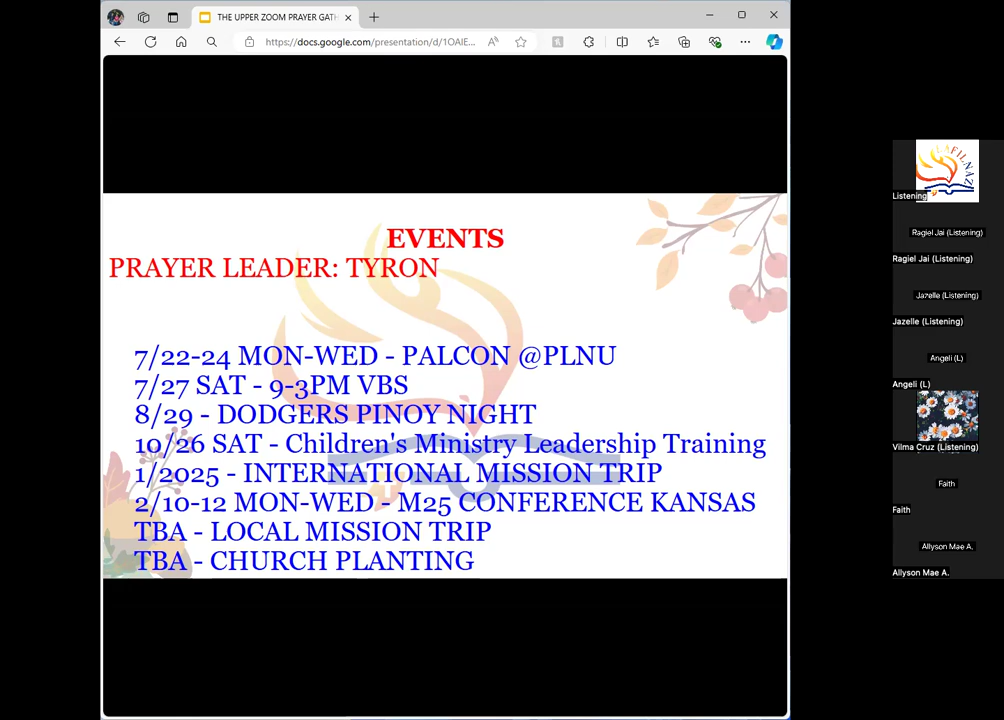 THE UPPER ZOOM PRAYER GATH
https://docs.google.com/presentation/d/1OAIE...
EVENTS
PRAYER LEADER: TYRON
7/22-24 MON-WED - PALCON @PLNU
7/27 SAT - 9-3PM VBS
8/29 - DODGERS PINOY NIGHT
10/26 SAT - Children's Ministry Leadership Training
1/2025 - INTERNATIONAL MISSION TRIP
2/10-12 MON-WED - M25 CONFERENCE KANSAS
TBA - LOCAL MISSION TRIP
TBA - CHURCH PLANTING
LAFILNAZ
Listening
Ragiel Jai (Listening)
Ragiel Jai (Listening)
Jazelle (Listening)
Jazelle (Listening)
Angeli (L)
Angeli (L)
Vilma Cruz (Listening)
Faith
Faith
Allyson Mae A.
Allyson Mae A.